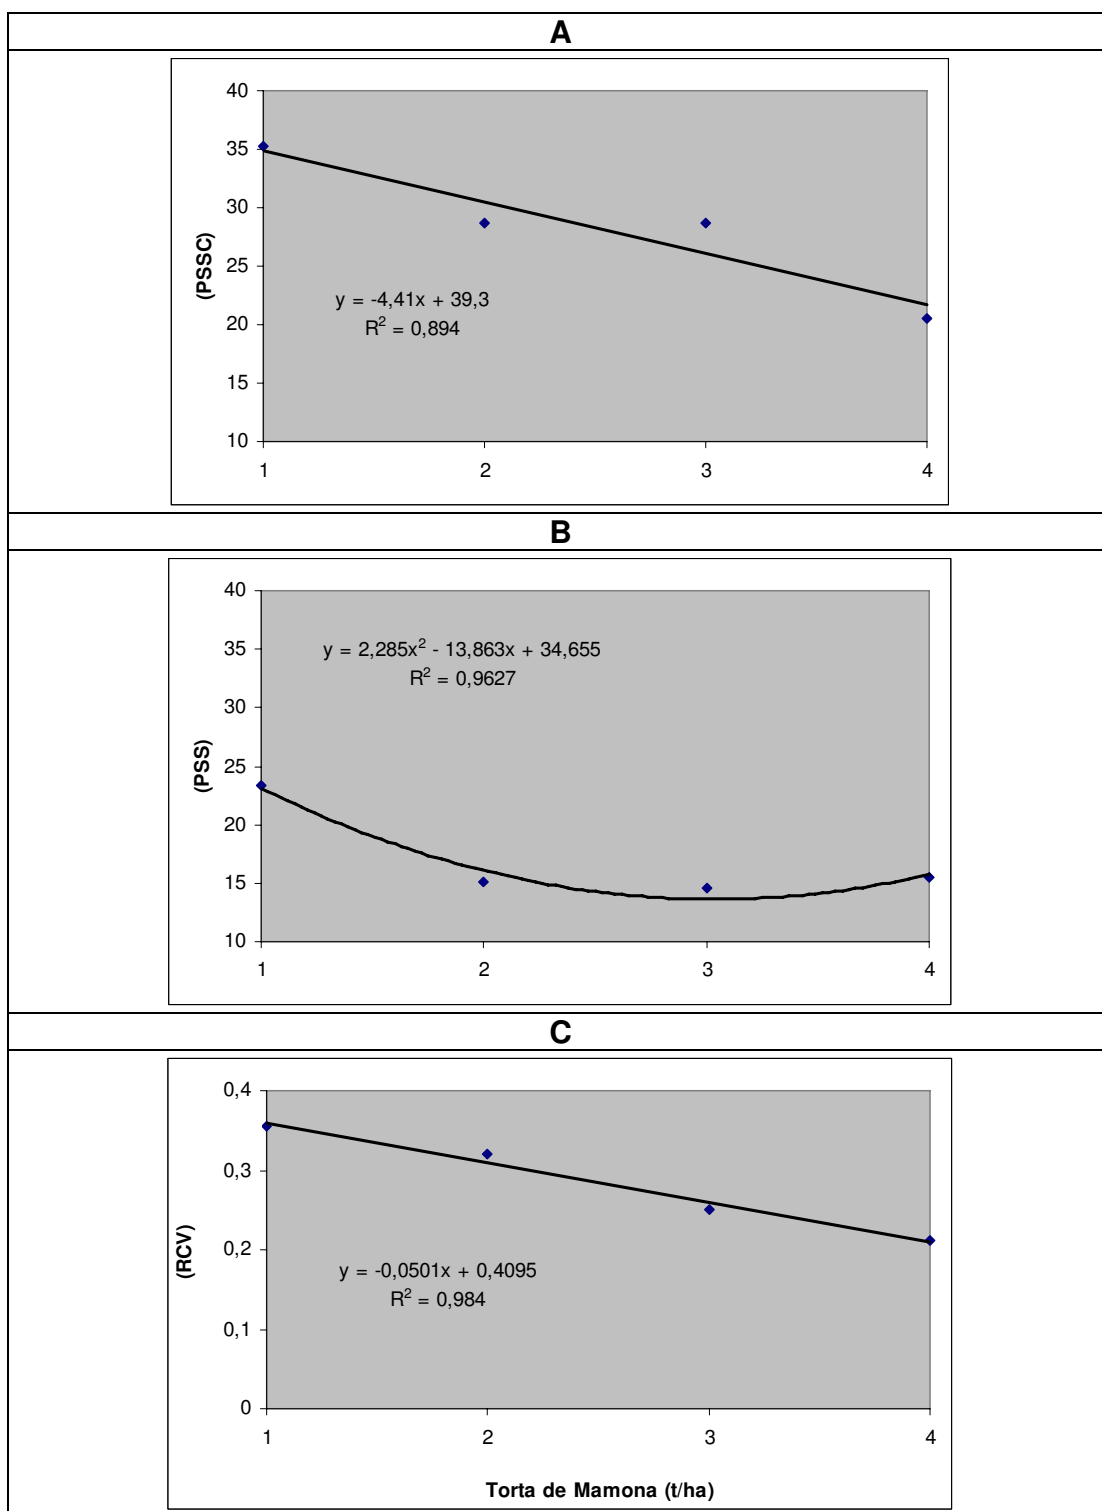 A
40
35
30
25
20
15
10
(PSSC)
y = -4,41x + 39,3
R² = 0,894
1 2 3 4
B
40
35
30
25
20
15
10
(PSS)
y = 2,285x² - 13,863x + 34,655
R² = 0,9627
1 2 3 4
C
0,4
0,3
0,2
0,1
0
(RCV)
y = -0,0501x + 0,4095
R² = 0,984
1 2 3 4
Torta de Mamona (t/ha)